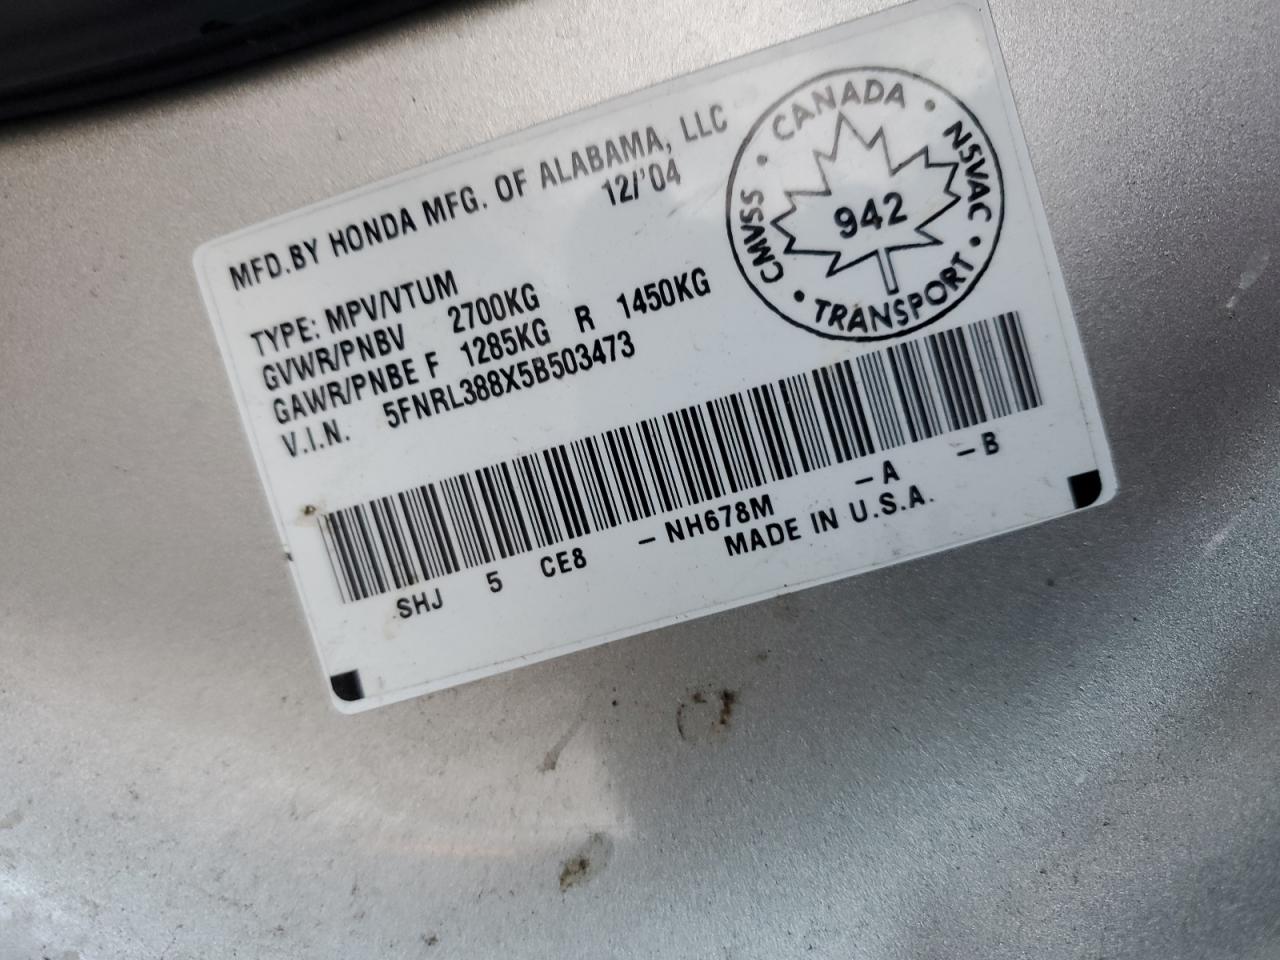 MFD.BY HONDA MFG. OF ALABAMA, LLC
12/'04
TYPE: MPV/VTUM
GVWR/PNBV 2700KG
GAWR/PNBE F 1285KG R 1450KG
V.I.N. 5FNRL388X5B503473
CANADA • NSVAC • TRANSPORT • CMVSS •
942
SHJ 5 CE8 – NH678M – A – B
MADE IN U.S.A.